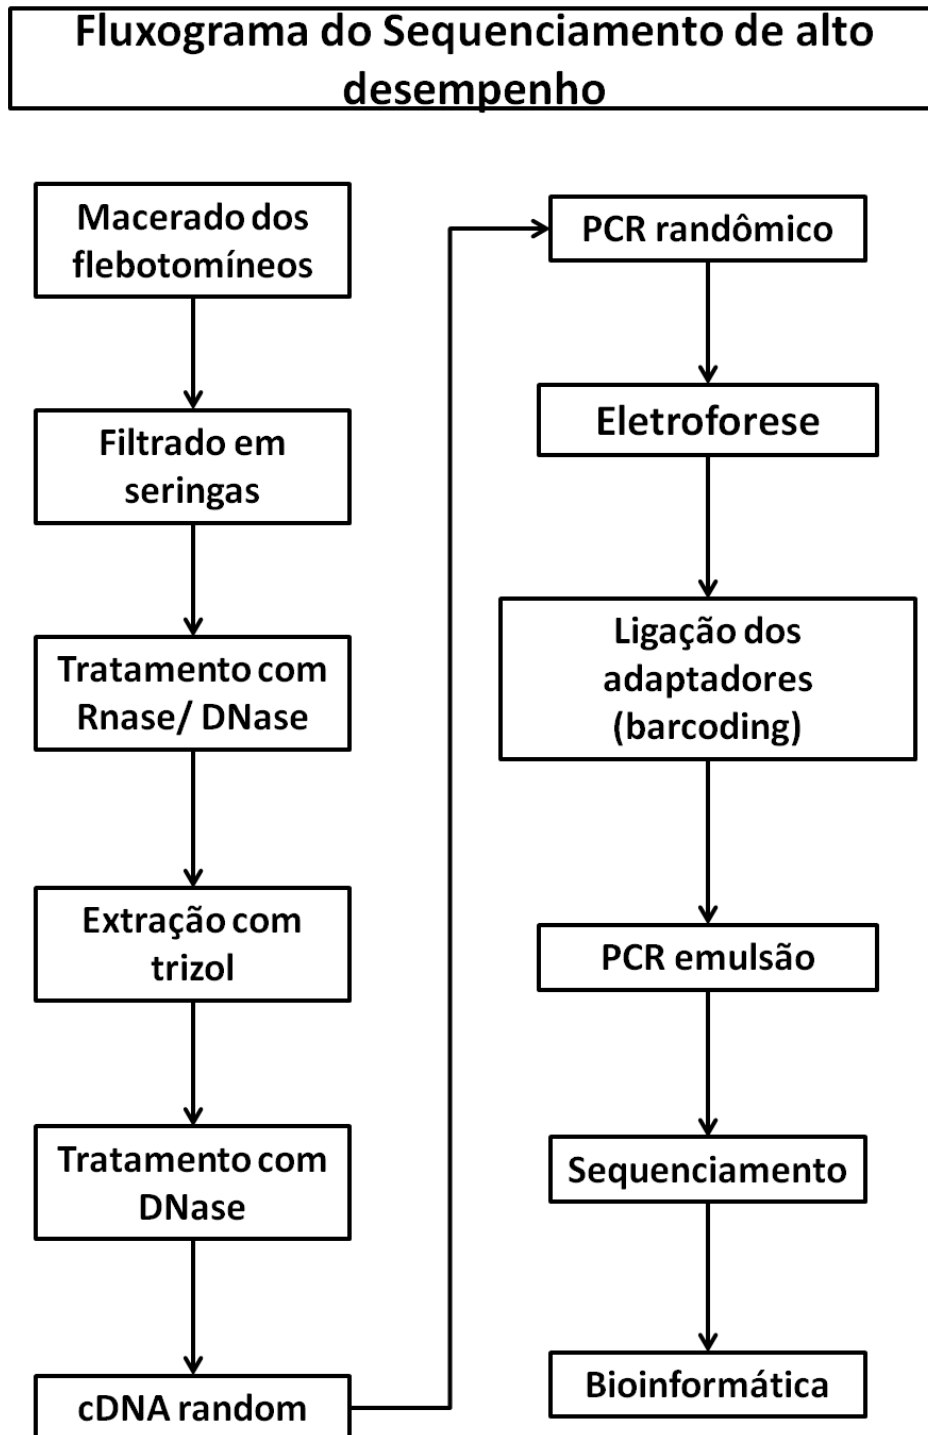 Fluxograma do Sequenciamento de alto
desempenho
Macerado dos
flebotomíneos
Filtrado em
seringas
Tratamento com
Rnase/ DNase
Extração com
trizol
Tratamento com
DNase
cDNA random
PCR randômico
Eletroforese
Ligação dos
adaptadores
(barcoding)
PCR emulsão
Sequenciamento
Bioinformática